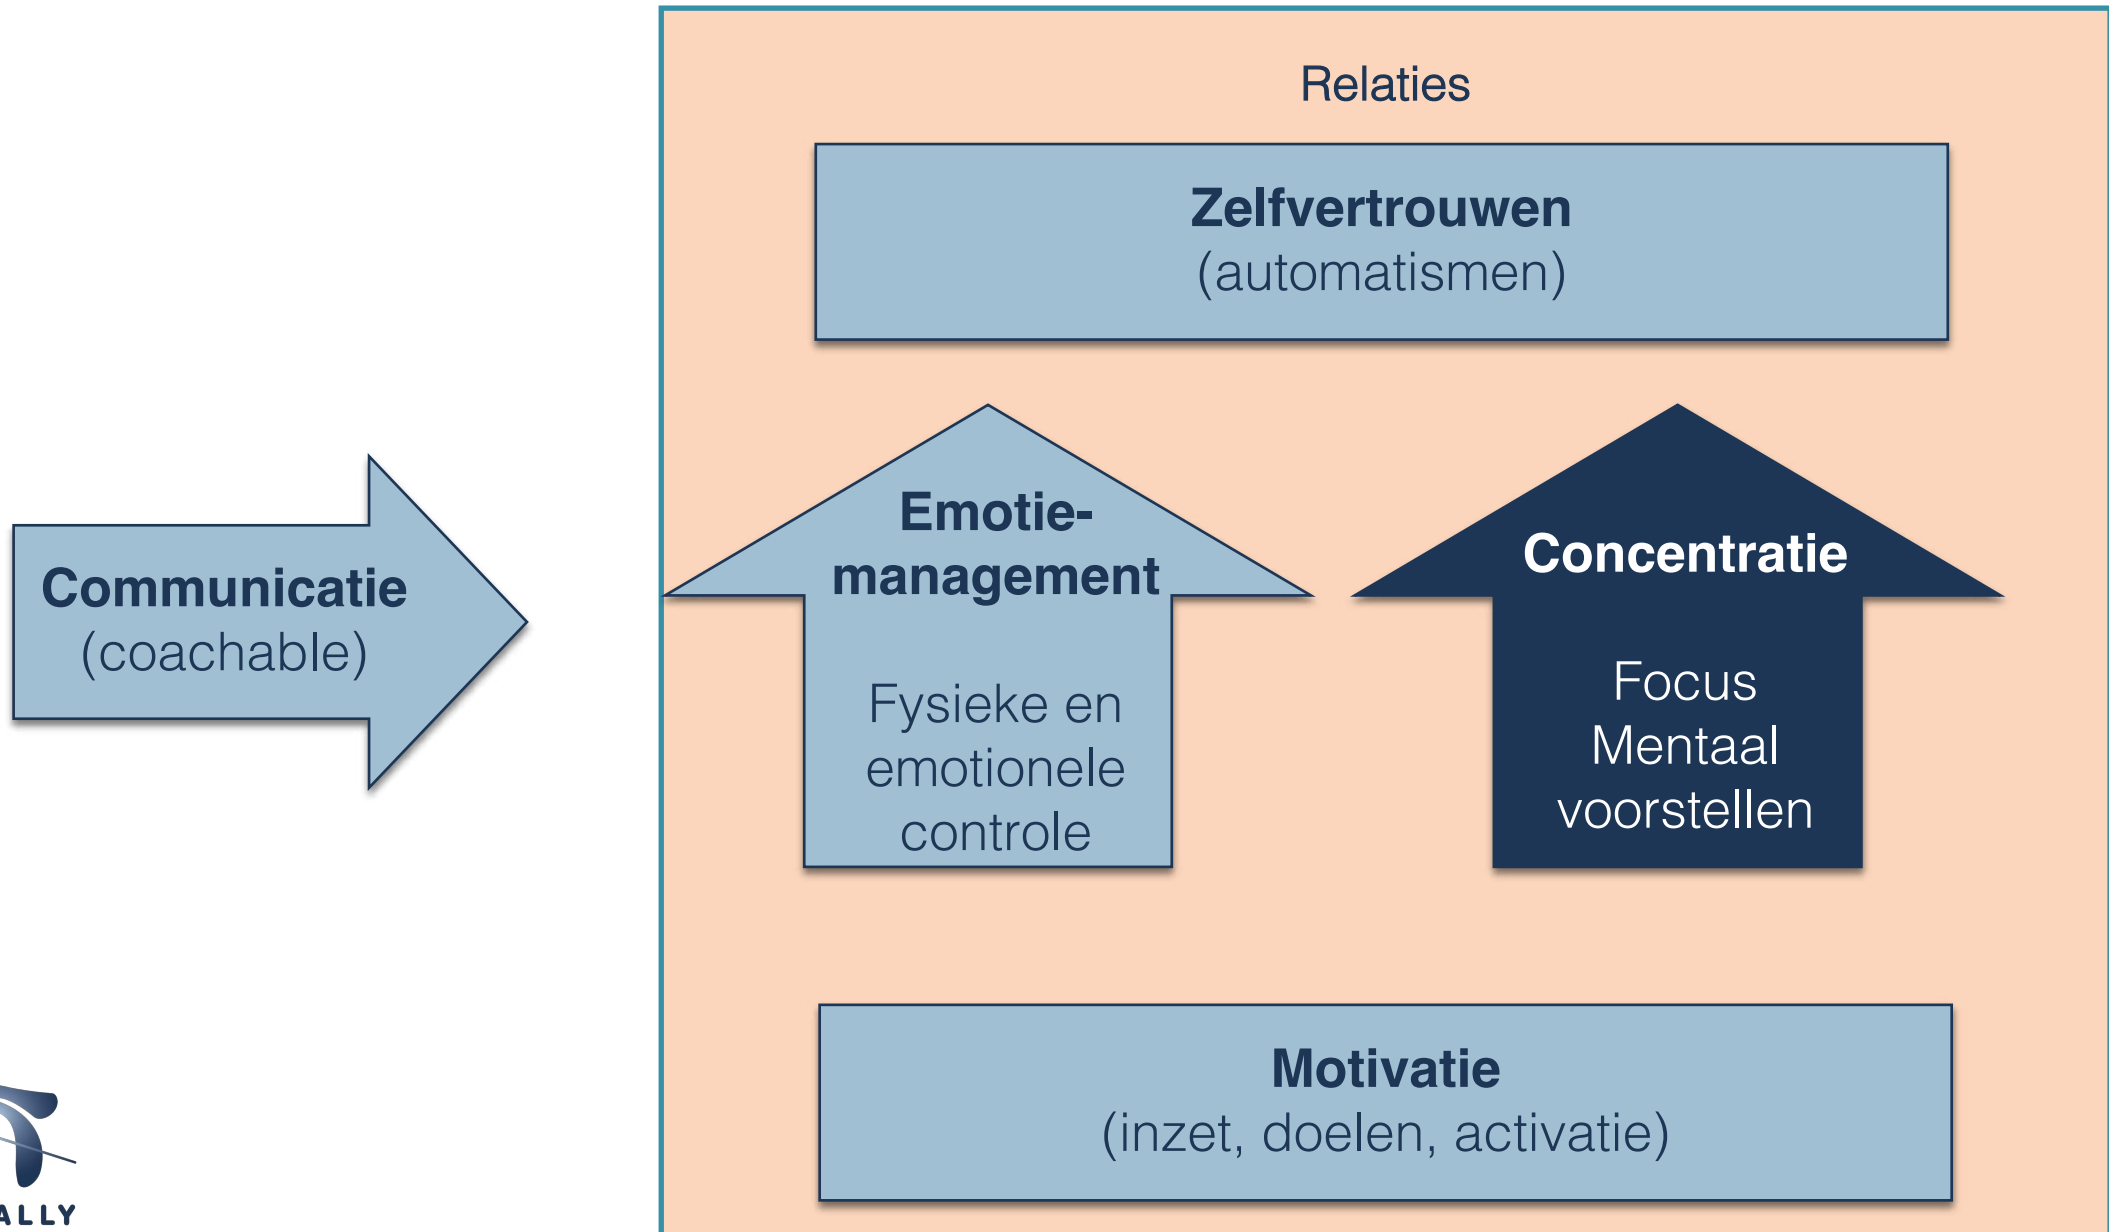 Relaties
Zelfvertrouwen
(automatismen)
Communicatie
(coachable)
Emotie-
management
Fysieke en
emotionele
controle
Concentratie
Focus
Mentaal
voorstellen
Motivatie
(inzet, doelen, activatie)
ALLY